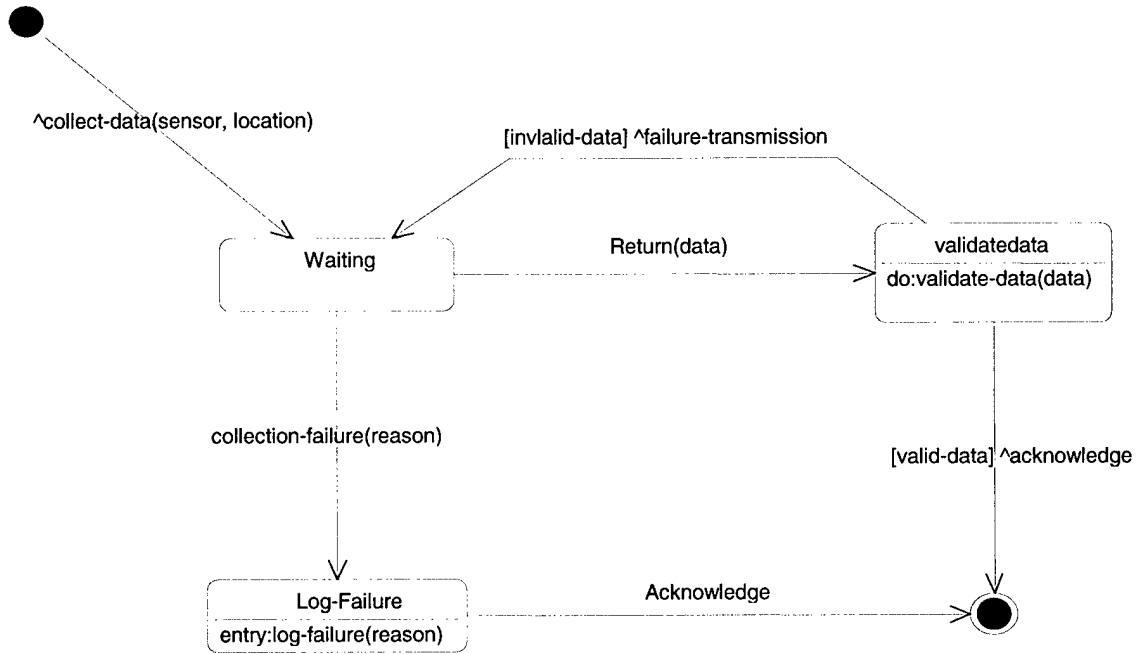 ^collect-data(sensor, location)
[invlalid-data] ^failure-transmission
Waiting
Return(data)
validatedata
do:validate-data(data)
collection-failure(reason)
[valid-data] ^acknowledge
Log-Failure
entry:log-failure(reason)
Acknowledge